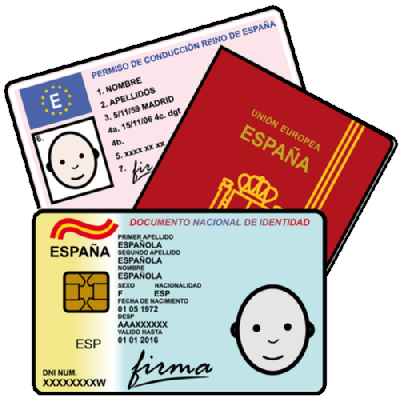 PERMISO DE CONDUCCIÓN REINO DE ESPAÑA
E
1. NOMBRE
2. APELLIDOS
3. 5/11/59 MADRID
4a. 15/11/06 4c. dgt
4b.
5. xxxx xx xx
6.
7. firma
UNIÓN EUROPEA
ESPAÑA
DOCUMENTO NACIONAL DE IDENTIDAD
ESPAÑA
PRIMER APELLIDO
ESPAÑOLA
SEGUNDO APELLIDO
ESPAÑOLA
NOMBRE
ESPAÑOLA
SEXO NACIONALIDAD
F ESP
FECHA DE NACIMIENTO
01 05 1972
DESP
AAAXXXXXX
VALIDO HASTA
01 01 2016
ESP
firma
DNI NUM.
XXXXXXXXW